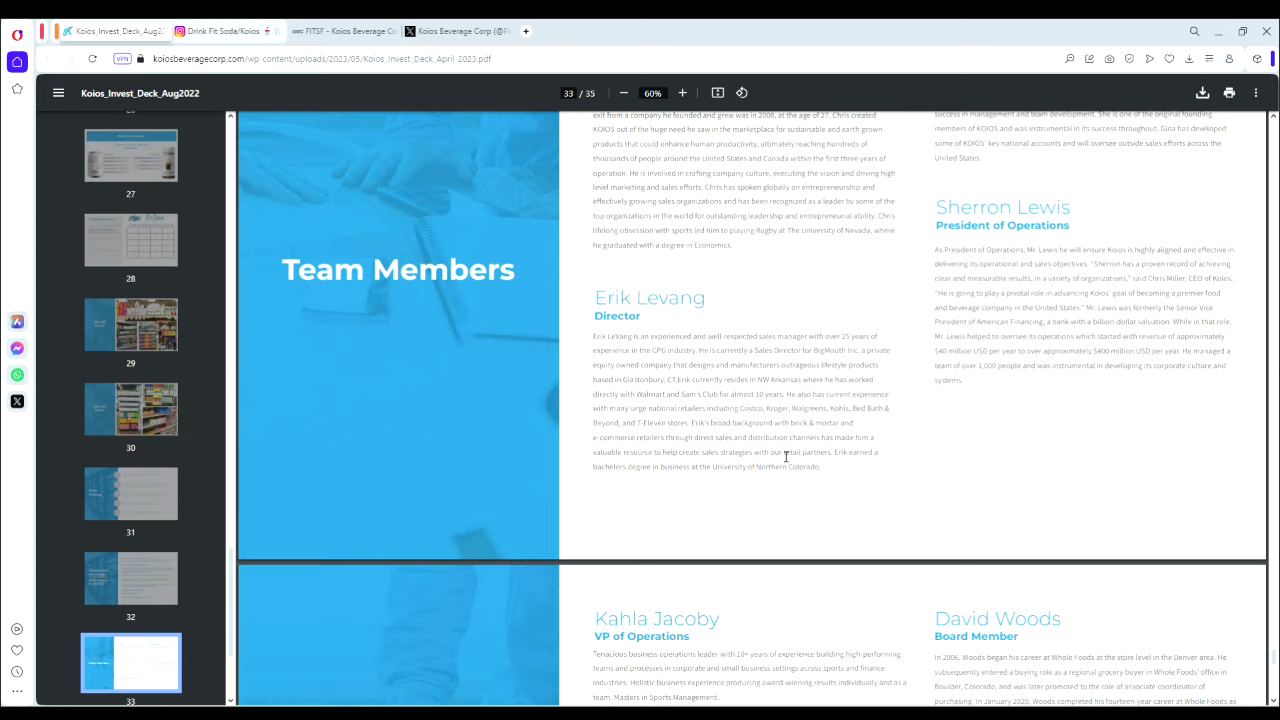 Koios_Invest_Deck_Aug20
Drink Fit Soda/Koios
FITSF - Koios Beverage Co
Koios Beverage Corp (@Fi
VPN
koiosbeveragecorp.com/wp-content/uploads/2023/05/Koios_Invest_Deck_April-2023.pdf
Koios_Invest_Deck_Aug2022
33 / 35
60%
27
28
29
30
31
32
33
Team Members
exit from a company he founded and grew was in 2008, at the age of 27. Chris created
KOIOS out of the huge need he saw in the marketplace for sustainable and earth grown
products that could enhance human productivity, ultimately reaching hundreds of
thousands of people around the United States and Canada within the first three years of
operation. He is involved in crafting company culture, executing the vision and driving high
level marketing and sales efforts. Chris has spoken globally on entrepreneurship and
effectively growing sales organizations and has been recognized as a leader by some of the
top organizations in the world for outstanding leadership and entrepreneurial ability. Chris
lifelong obsession with sports led him to playing Rugby at The University of Nevada, where
he graduated with a degree in Economics.
Erik Levang
Director
Erik LeVang is an experienced and well-respected sales manager with over 25 years of
experience in the CPG industry. He is currently a Sales Director for BigMouth Inc, a private
equity owned company that designs and manufacturers outrageous lifestyle products
based in Glastonbury, CT.Erik currently resides in NW Arkansas where he has worked
directly with Walmart and Sam's Club for almost 10 years. He also has current experience
with many large national retailers including Costco, Kroger, Walgreens, Kohls, Bed Bath &
Beyond, and 7-Eleven stores. Erik's broad background with brick & mortar and
e-commerce retailers through direct sales and distribution channels has made him a
valuable resource to help create sales strategies with our retail partners. Erik earned a
bachelors degree in business at the University of Northern Colorado
success in management and team development. She is one of the original founding
members of KOIOS and was instrumental in its success throughout. Gina has developed
some of KOIOS' key national accounts and will oversee outside sales efforts across the
United States.
Sherron Lewis
President of Operations
As President of Operations, Mr. Lewis he will ensure Koios is highly aligned and effective in
delivering its operational and sales objectives. "Sherron has a proven record of achieving
clear and measurable results, in a variety of organizations," said Chris Miller, CEO of Koios.
"He is going to play a pivotal role in advancing Koios' goal of becoming a premier food
and beverage company in the United States." Mr. Lewis was formerly the Senior Vice
President of American Financing, a bank with a billion-dollar valuation. While in that role,
Mr. Lewis helped to oversee its operations which started with revenue of approximately
$40 million USD per year to over approximately $400 million USD per year. He managed a
team of over 1,000 people and was instrumental in developing its corporate culture and
systems.
Kahla Jacoby
VP of Operations
Tenacious business operations leader with 10+ years of experience building high-performing
teams and processes in corporate and small business settings across sports and finance
industries. Holistic business experience producing award-winning results individually and as a
team. Masters in Sports Management.
David Woods
Board Member
In 2006, Woods began his career at Whole Foods at the store level in the Denver area. He
subsequently entered a buying role as a regional grocery buyer in Whole Foods' office in
Boulder, Colorado, and was later promoted to the role of associate coordinator of
purchasing. In January 2020, Woods completed his fourteen-year career at Whole Foods as